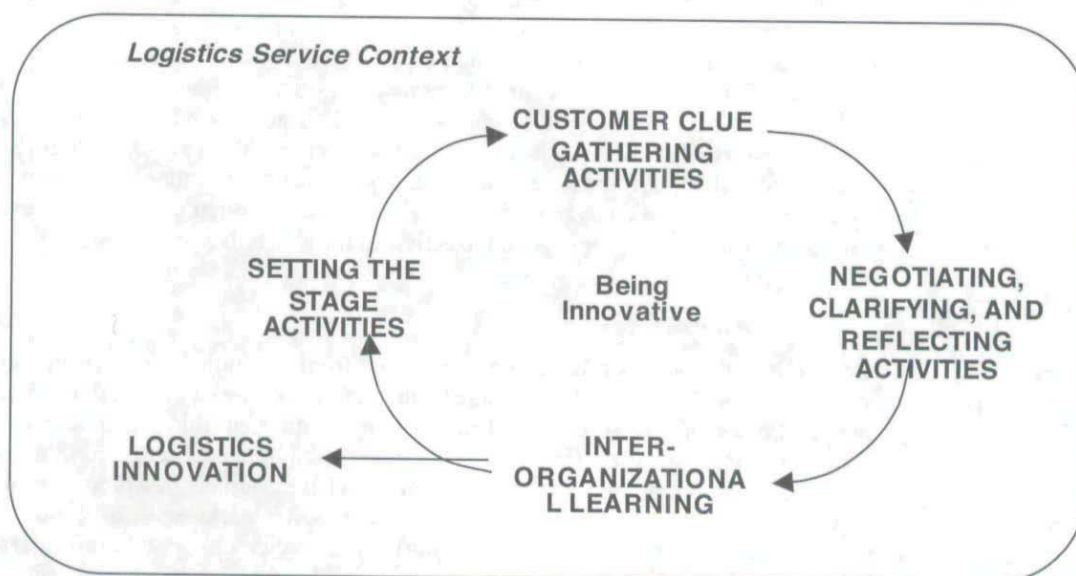 Logistics Service Context
CUSTOMER CLUE
GATHERING
ACTIVITIES
SETTING THE
STAGE
ACTIVITIES
Being
Innovative
NEGOTIATING,
CLARIFYING, AND
REFLECTING
ACTIVITIES
LOGISTICS
INNOVATION
INTER-
ORGANIZATIONA
L LEARNING